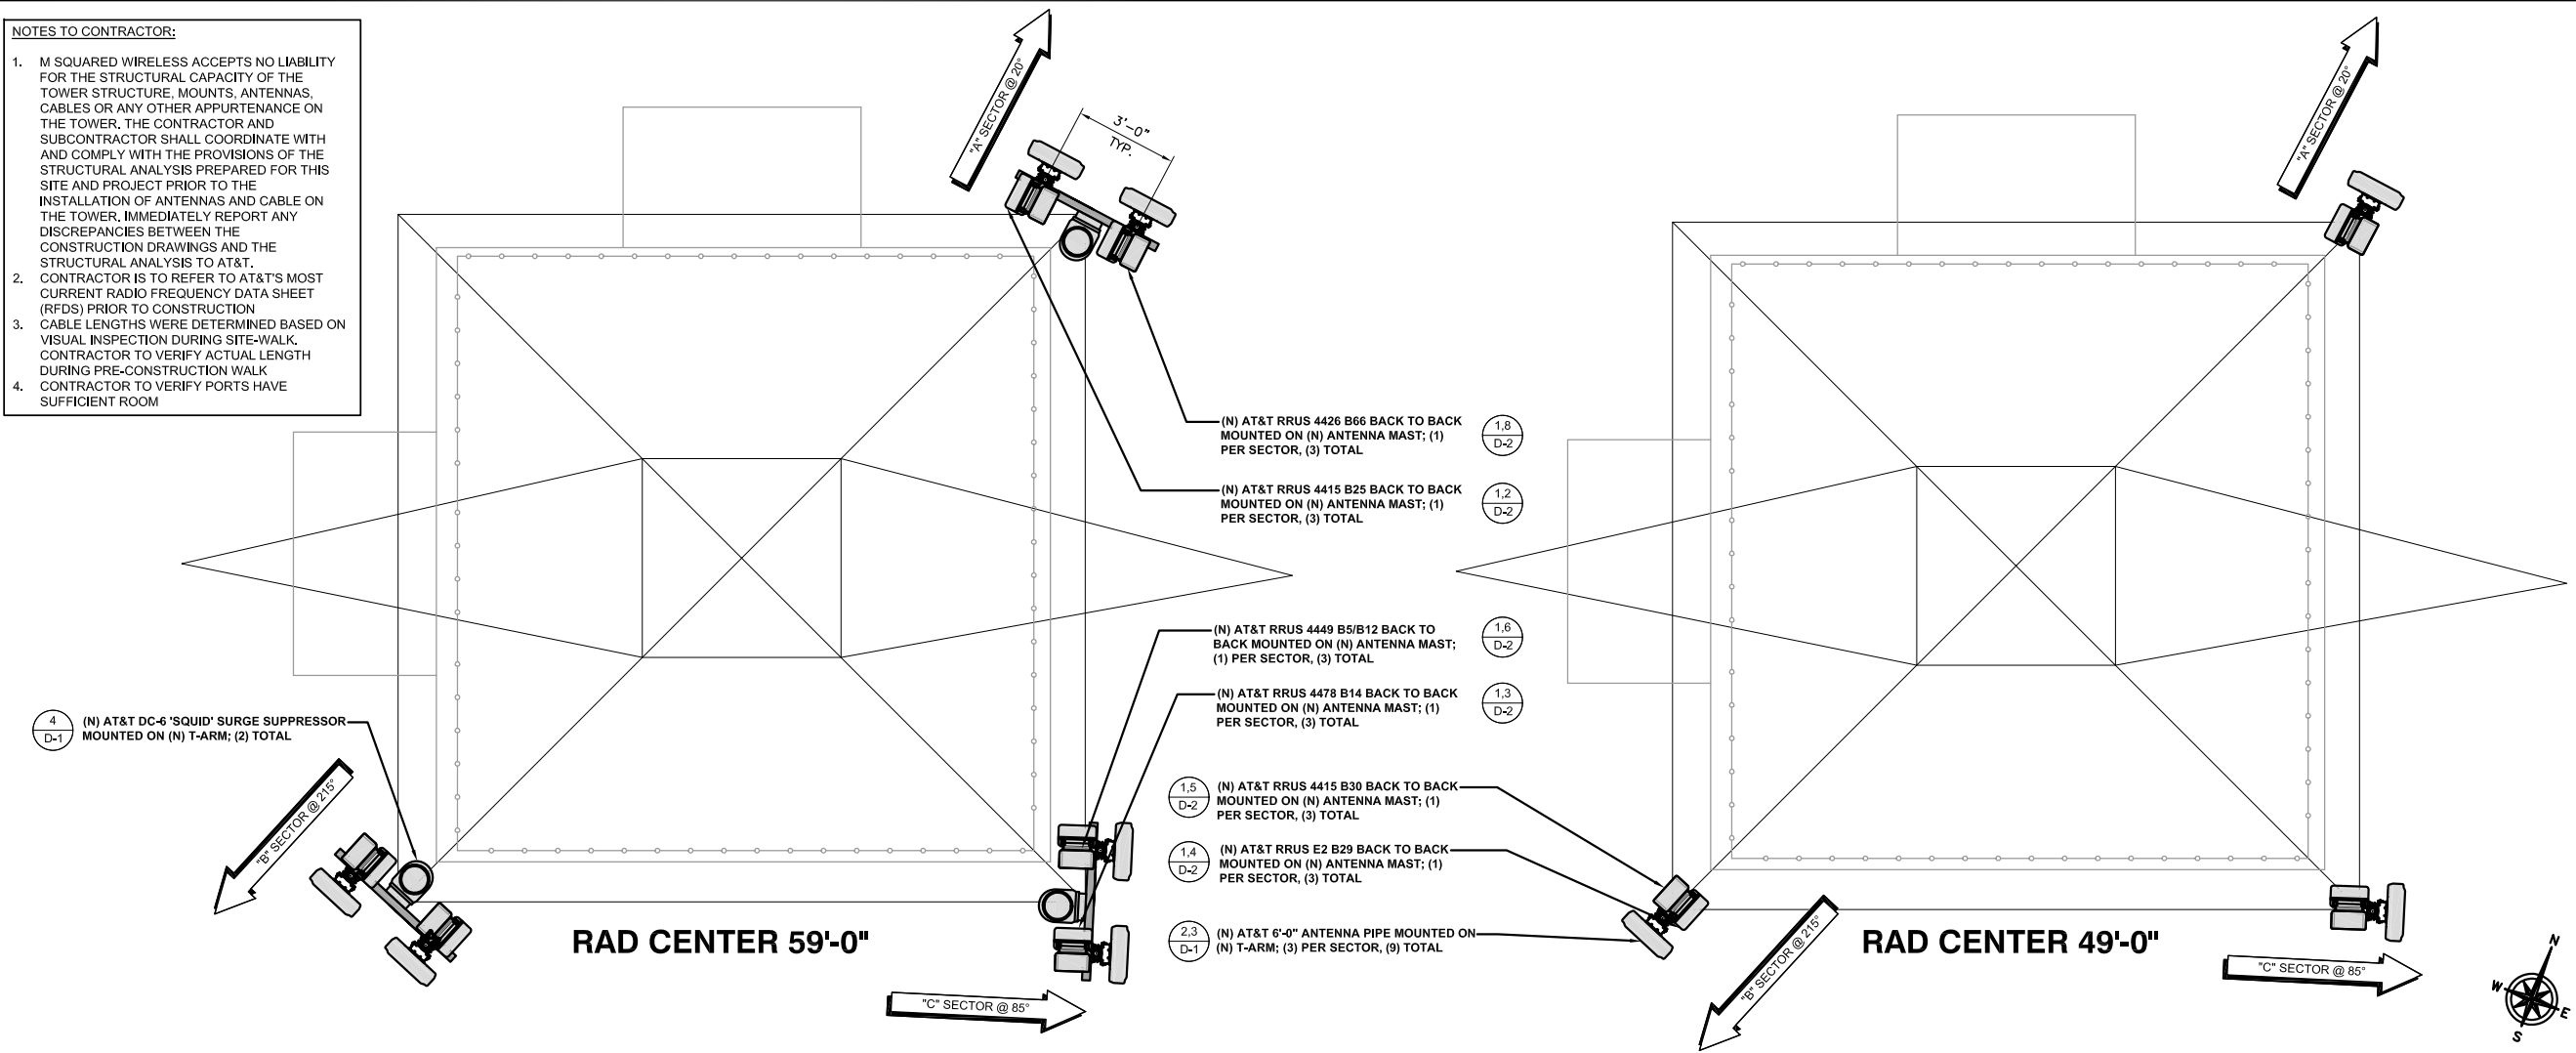 NOTES TO CONTRACTOR:
1. M SQUARED WIRELESS ACCEPTS NO LIABILITY
FOR THE STRUCTURAL CAPACITY OF THE
TOWER STRUCTURE, MOUNTS, ANTENNAS,
CABLES OR ANY OTHER APPURTENANCE ON
THE TOWER. THE CONTRACTOR AND
SUBCONTRACTOR SHALL COORDINATE WITH
AND COMPLY WITH THE PROVISIONS OF THE
STRUCTURAL ANALYSIS PREPARED FOR THIS
SITE AND PROJECT PRIOR TO THE
INSTALLATION OF ANTENNAS AND CABLE ON
THE TOWER. IMMEDIATELY REPORT ANY
DISCREPANCIES BETWEEN THE
CONSTRUCTION DRAWINGS AND THE
STRUCTURAL ANALYSIS TO AT&T.
2. CONTRACTOR IS TO REFER TO AT&T'S MOST
CURRENT RADIO FREQUENCY DATA SHEET
(RFDS) PRIOR TO CONSTRUCTION
3. CABLE LENGTHS WERE DETERMINED BASED ON
VISUAL INSPECTION DURING SITE-WALK.
CONTRACTOR TO VERIFY ACTUAL LENGTH
DURING PRE-CONSTRUCTION WALK
4. CONTRACTOR TO VERIFY PORTS HAVE
SUFFICIENT ROOM
"A" SECTOR @ 20°
3'-0"
TYP.
(N) AT&T RRUS 4426 B66 BACK TO BACK
MOUNTED ON (N) ANTENNA MAST; (1)
PER SECTOR, (3) TOTAL
1,8
D-2
(N) AT&T RRUS 4415 B25 BACK TO BACK
MOUNTED ON (N) ANTENNA MAST; (1)
PER SECTOR, (3) TOTAL
1,2
D-2
(N) AT&T RRUS 4449 B5/B12 BACK TO
BACK MOUNTED ON (N) ANTENNA MAST;
(1) PER SECTOR, (3) TOTAL
1,6
D-2
(N) AT&T RRUS 4478 B14 BACK TO BACK
MOUNTED ON (N) ANTENNA MAST; (1)
PER SECTOR, (3) TOTAL
1,3
D-2
4
D-1
(N) AT&T DC-6 'SQUID' SURGE SUPPRESSOR
MOUNTED ON (N) T-ARM; (2) TOTAL
1,5
D-2
(N) AT&T RRUS 4415 B30 BACK TO BACK
MOUNTED ON (N) ANTENNA MAST; (1)
PER SECTOR, (3) TOTAL
1,4
D-2
(N) AT&T RRUS E2 B29 BACK TO BACK
MOUNTED ON (N) ANTENNA MAST; (1)
PER SECTOR, (3) TOTAL
2,3
D-1
(N) AT&T 6'-0" ANTENNA PIPE MOUNTED ON
(N) T-ARM; (3) PER SECTOR, (9) TOTAL
"B" SECTOR @ 215°
RAD CENTER 59'-0"
"C" SECTOR @ 85°
"A" SECTOR @ 20°
"B" SECTOR @ 215°
RAD CENTER 49'-0"
"C" SECTOR @ 85°
N
W
E
S